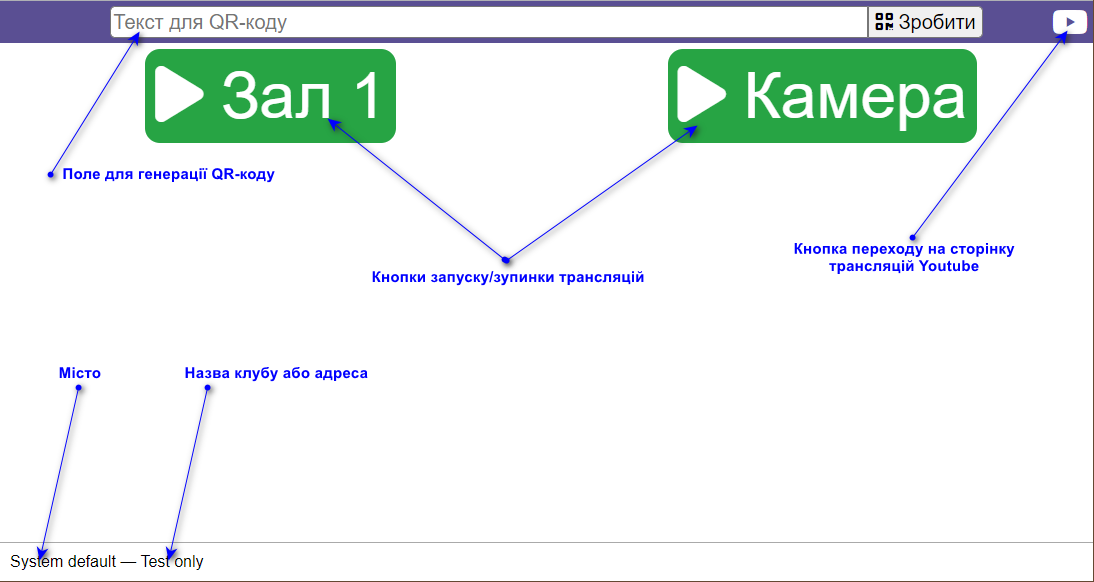 Текст для QR-коду
Зробити
Зал 1
Камера
Поле для генерації QR-коду
Кнопка переходу на сторінку
трансляцій Youtube
Кнопки запуску/зупинки трансляцій
Місто
Назва клубу або адреса
System default — Test only